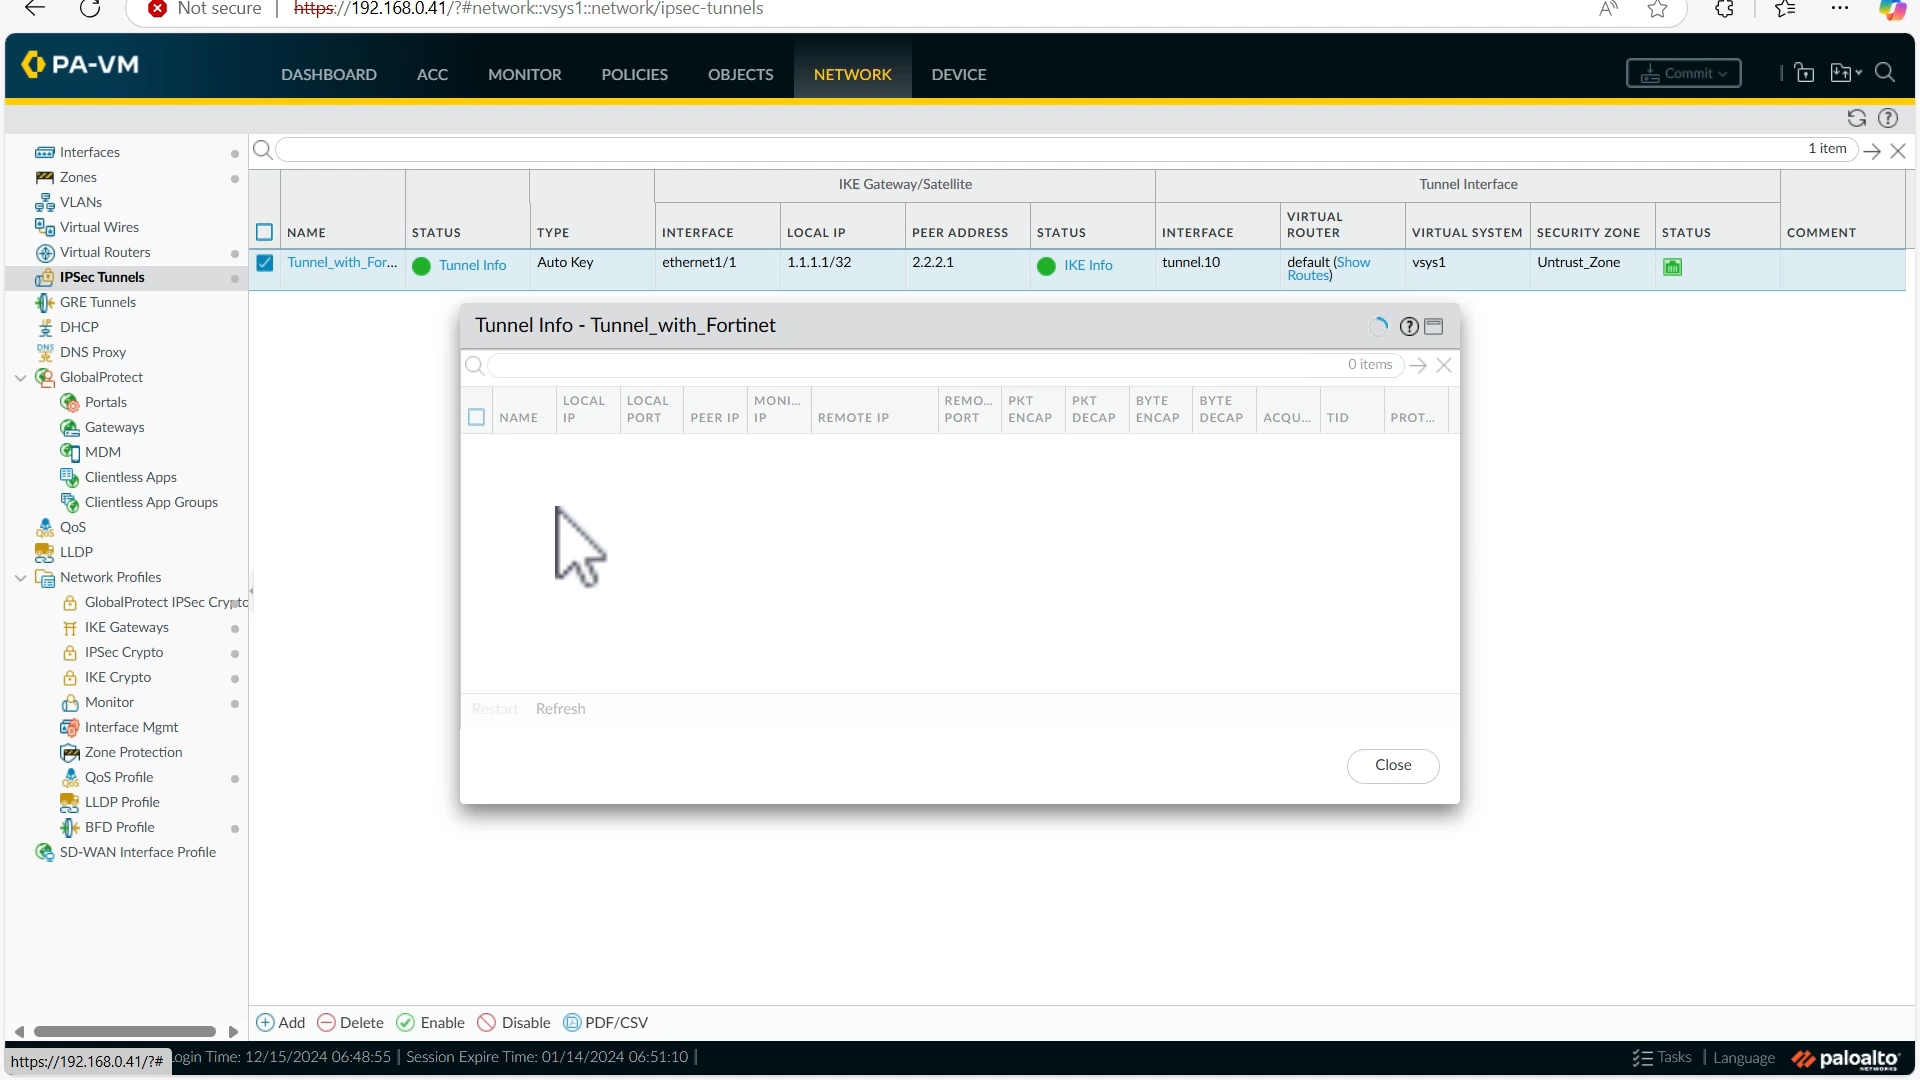 Not secure | https://192.168.0.41/?#network::vsys1::network/ipsec-tunnels
PA-VM
DASHBOARD ACC MONITOR POLICIES OBJECTS NETWORK DEVICE
Commit
1 item
Interfaces
Zones
VLANs
Virtual Wires
Virtual Routers
IPSec Tunnels
GRE Tunnels
DHCP
DNS Proxy
GlobalProtect
Portals
Gateways
MDM
Clientless Apps
Clientless App Groups
QoS
LLDP
Network Profiles
GlobalProtect IPSec Crypto
IKE Gateways
IPSec Crypto
IKE Crypto
Monitor
Interface Mgmt
Zone Protection
QoS Profile
LLDP Profile
BFD Profile
SD-WAN Interface Profile
IKE Gateway/Satellite Tunnel Interface
NAME STATUS TYPE INTERFACE LOCAL IP PEER ADDRESS STATUS INTERFACE VIRTUAL ROUTER VIRTUAL SYSTEM SECURITY ZONE STATUS COMMENT
Tunnel_with_For... Tunnel Info Auto Key ethernet1/1 1.1.1.1/32 2.2.2.1 IKE Info tunnel.10 default (Show Routes) vsys1 Untrust_Zone
Tunnel Info - Tunnel_with_Fortinet
0 items
NAME LOCAL IP LOCAL PORT PEER IP MONI... IP REMOTE IP REMO... PORT PKT ENCAP PKT DECAP BYTE ENCAP BYTE DECAP ACQU... TID PROT...
Restart Refresh
Close
Add Delete Enable Disable PDF/CSV
https://192.168.0.41/?# ogin Time: 12/15/2024 06:48:55 | Session Expire Time: 01/14/2024 06:51:10 |
Tasks | Language paloalto
NETWORKS